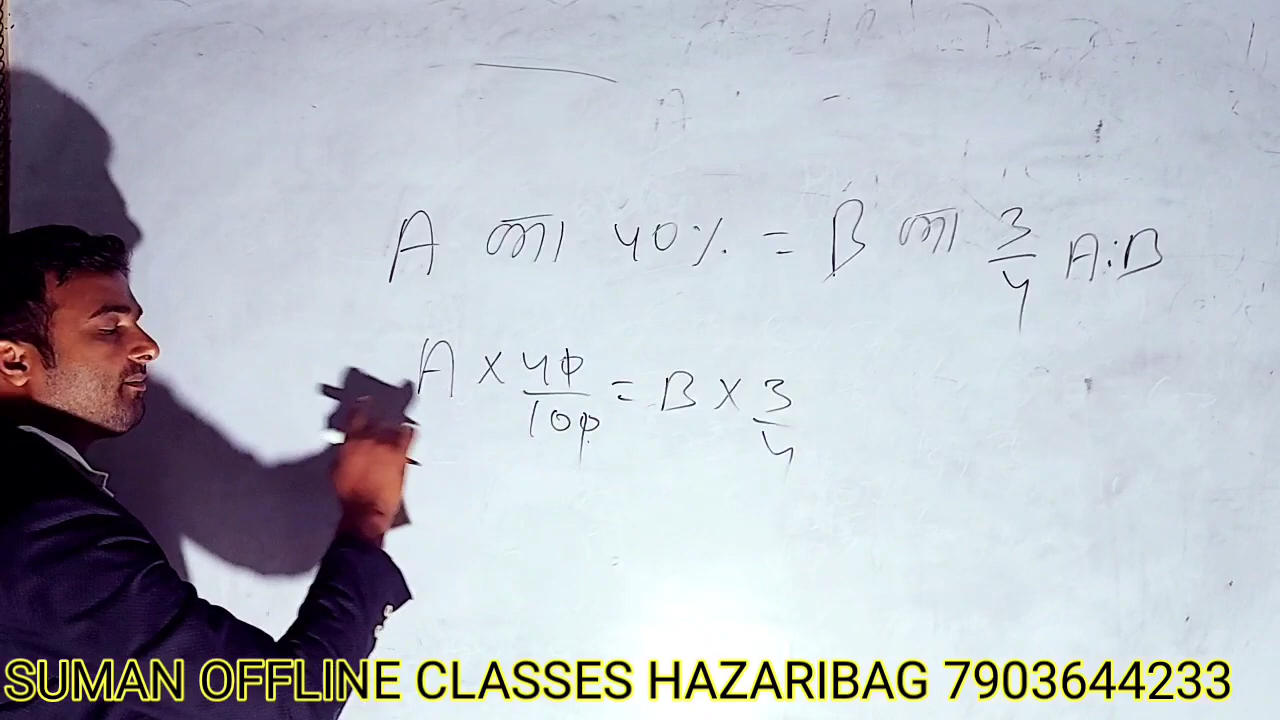 A का 40% = B का 3/4 A:B
A × 40/100 = B × 3/4
SUMAN OFFLINE CLASSES HAZARIBAG 7903644233